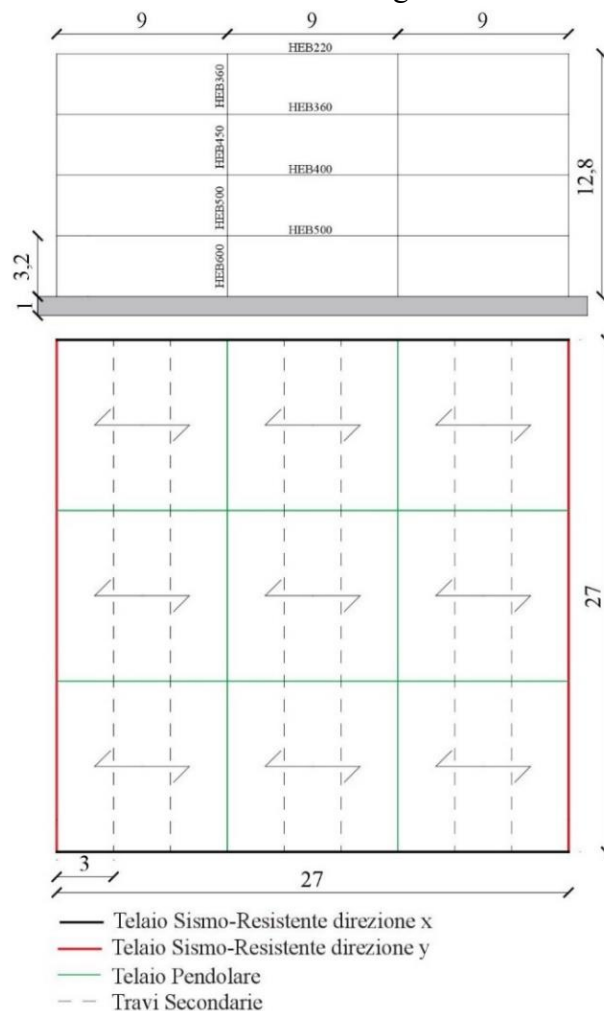 9 9 9
HEB220
HEB360
HEB360
HEB450
HEB400
HEB500
HEB500
HEB600
12,8
3,2
1
27
3
27
Telaio Sismo-Resistente direzione x
Telaio Sismo-Resistente direzione y
Telaio Pendolare
Travi Secondarie